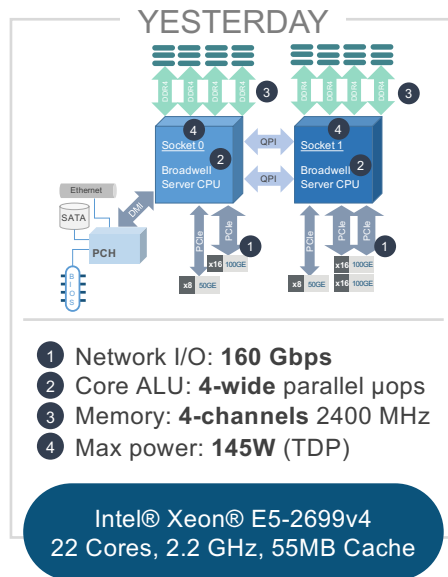 YESTERDAY
DDR4 DDR4 DDR4 DDR4 DDR4 DDR4 DDR4 DDR4
3 3
4 4
Socket 0 QPI Socket 1
2 2
Broadwell Server CPU QPI Broadwell Server CPU
Ethernet
SATA DMI
PCH
BIOS
PCIe PCIe 1 PCIe PCIe PCIe 1
x16 100GE x16 100GE
x8 50GE x8 50GE x16 100GE
1 Network I/O: 160 Gbps
2 Core ALU: 4-wide parallel µops
3 Memory: 4-channels 2400 MHz
4 Max power: 145W (TDP)
Intel® Xeon® E5-2699v4
22 Cores, 2.2 GHz, 55MB Cache